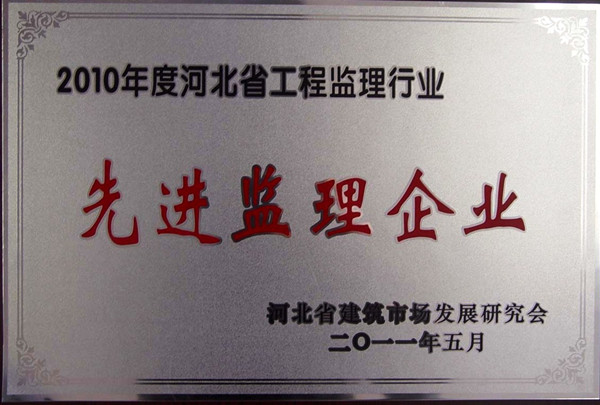 2010年度河北省工程监理行业
先进监理企业
河北省建筑市场发展研究会
二〇一一年五月